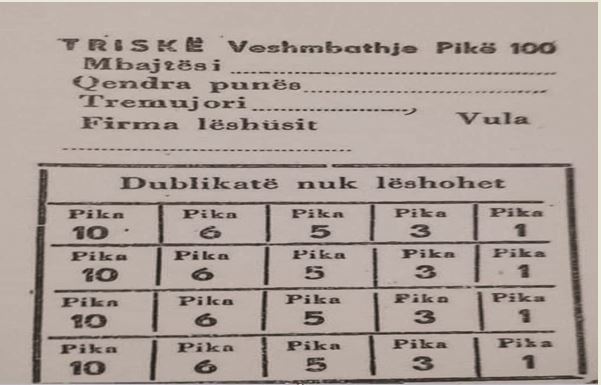 TRISKË Veshmbathje Pikë 100
Mbajtësi
Qendra punës
Tremujori , Vula
Firma lëshüsit
Dublikatë nuk lëshohet
Pika Pika Pika Pika Pika
10 6 5 3 1
Pika Pika Pika Pika Pika
10 6 5 3 1
Pika Pika Pika Pika Pika
10 6 5 3 1
Pika Pika Pika Pika Pika
10 6 5 3 1